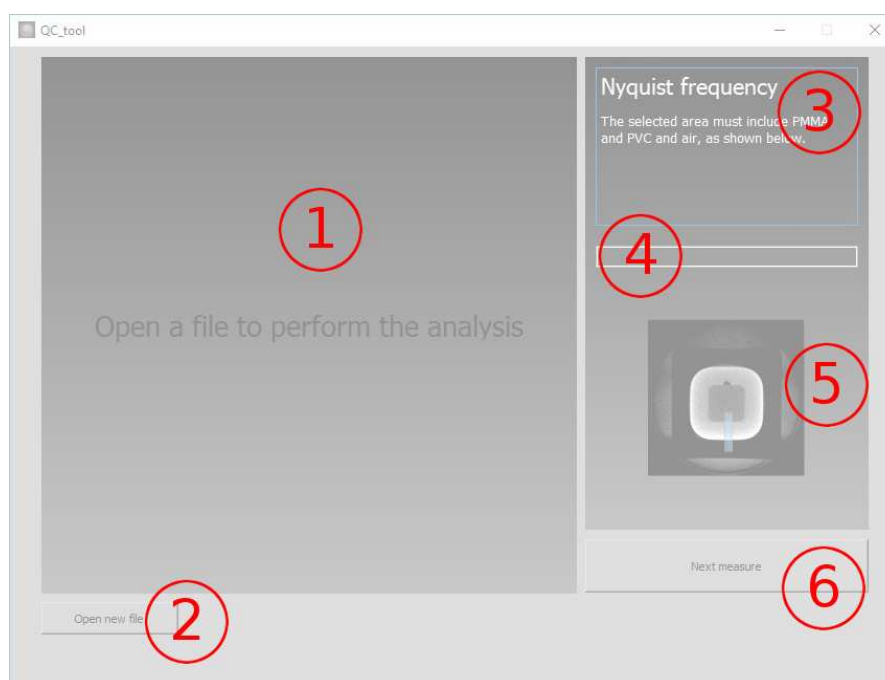 QC_tool
Nyquist frequency
3
The selected area must include PMMA
and PVC and air, as shown below.
1
4
Open a file to perform the analysis
5
Next measure
6
Open new file
2